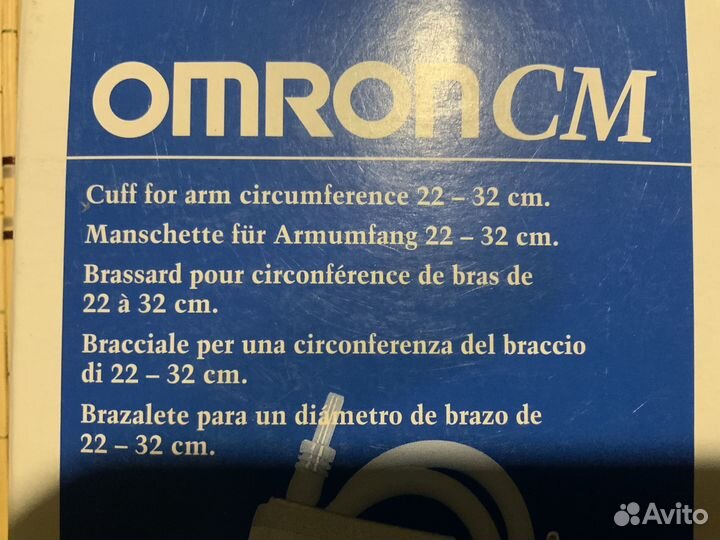 OMRON CM
Cuff for arm circumference 22 – 32 cm.
Manschette für Armumfang 22 – 32 cm.
Brassard pour circonférence de bras de
22 à 32 cm.
Bracciale per una circonferenza del braccio
di 22 – 32 cm.
Brazalete para un diámetro de brazo de
22 – 32 cm.
Avito